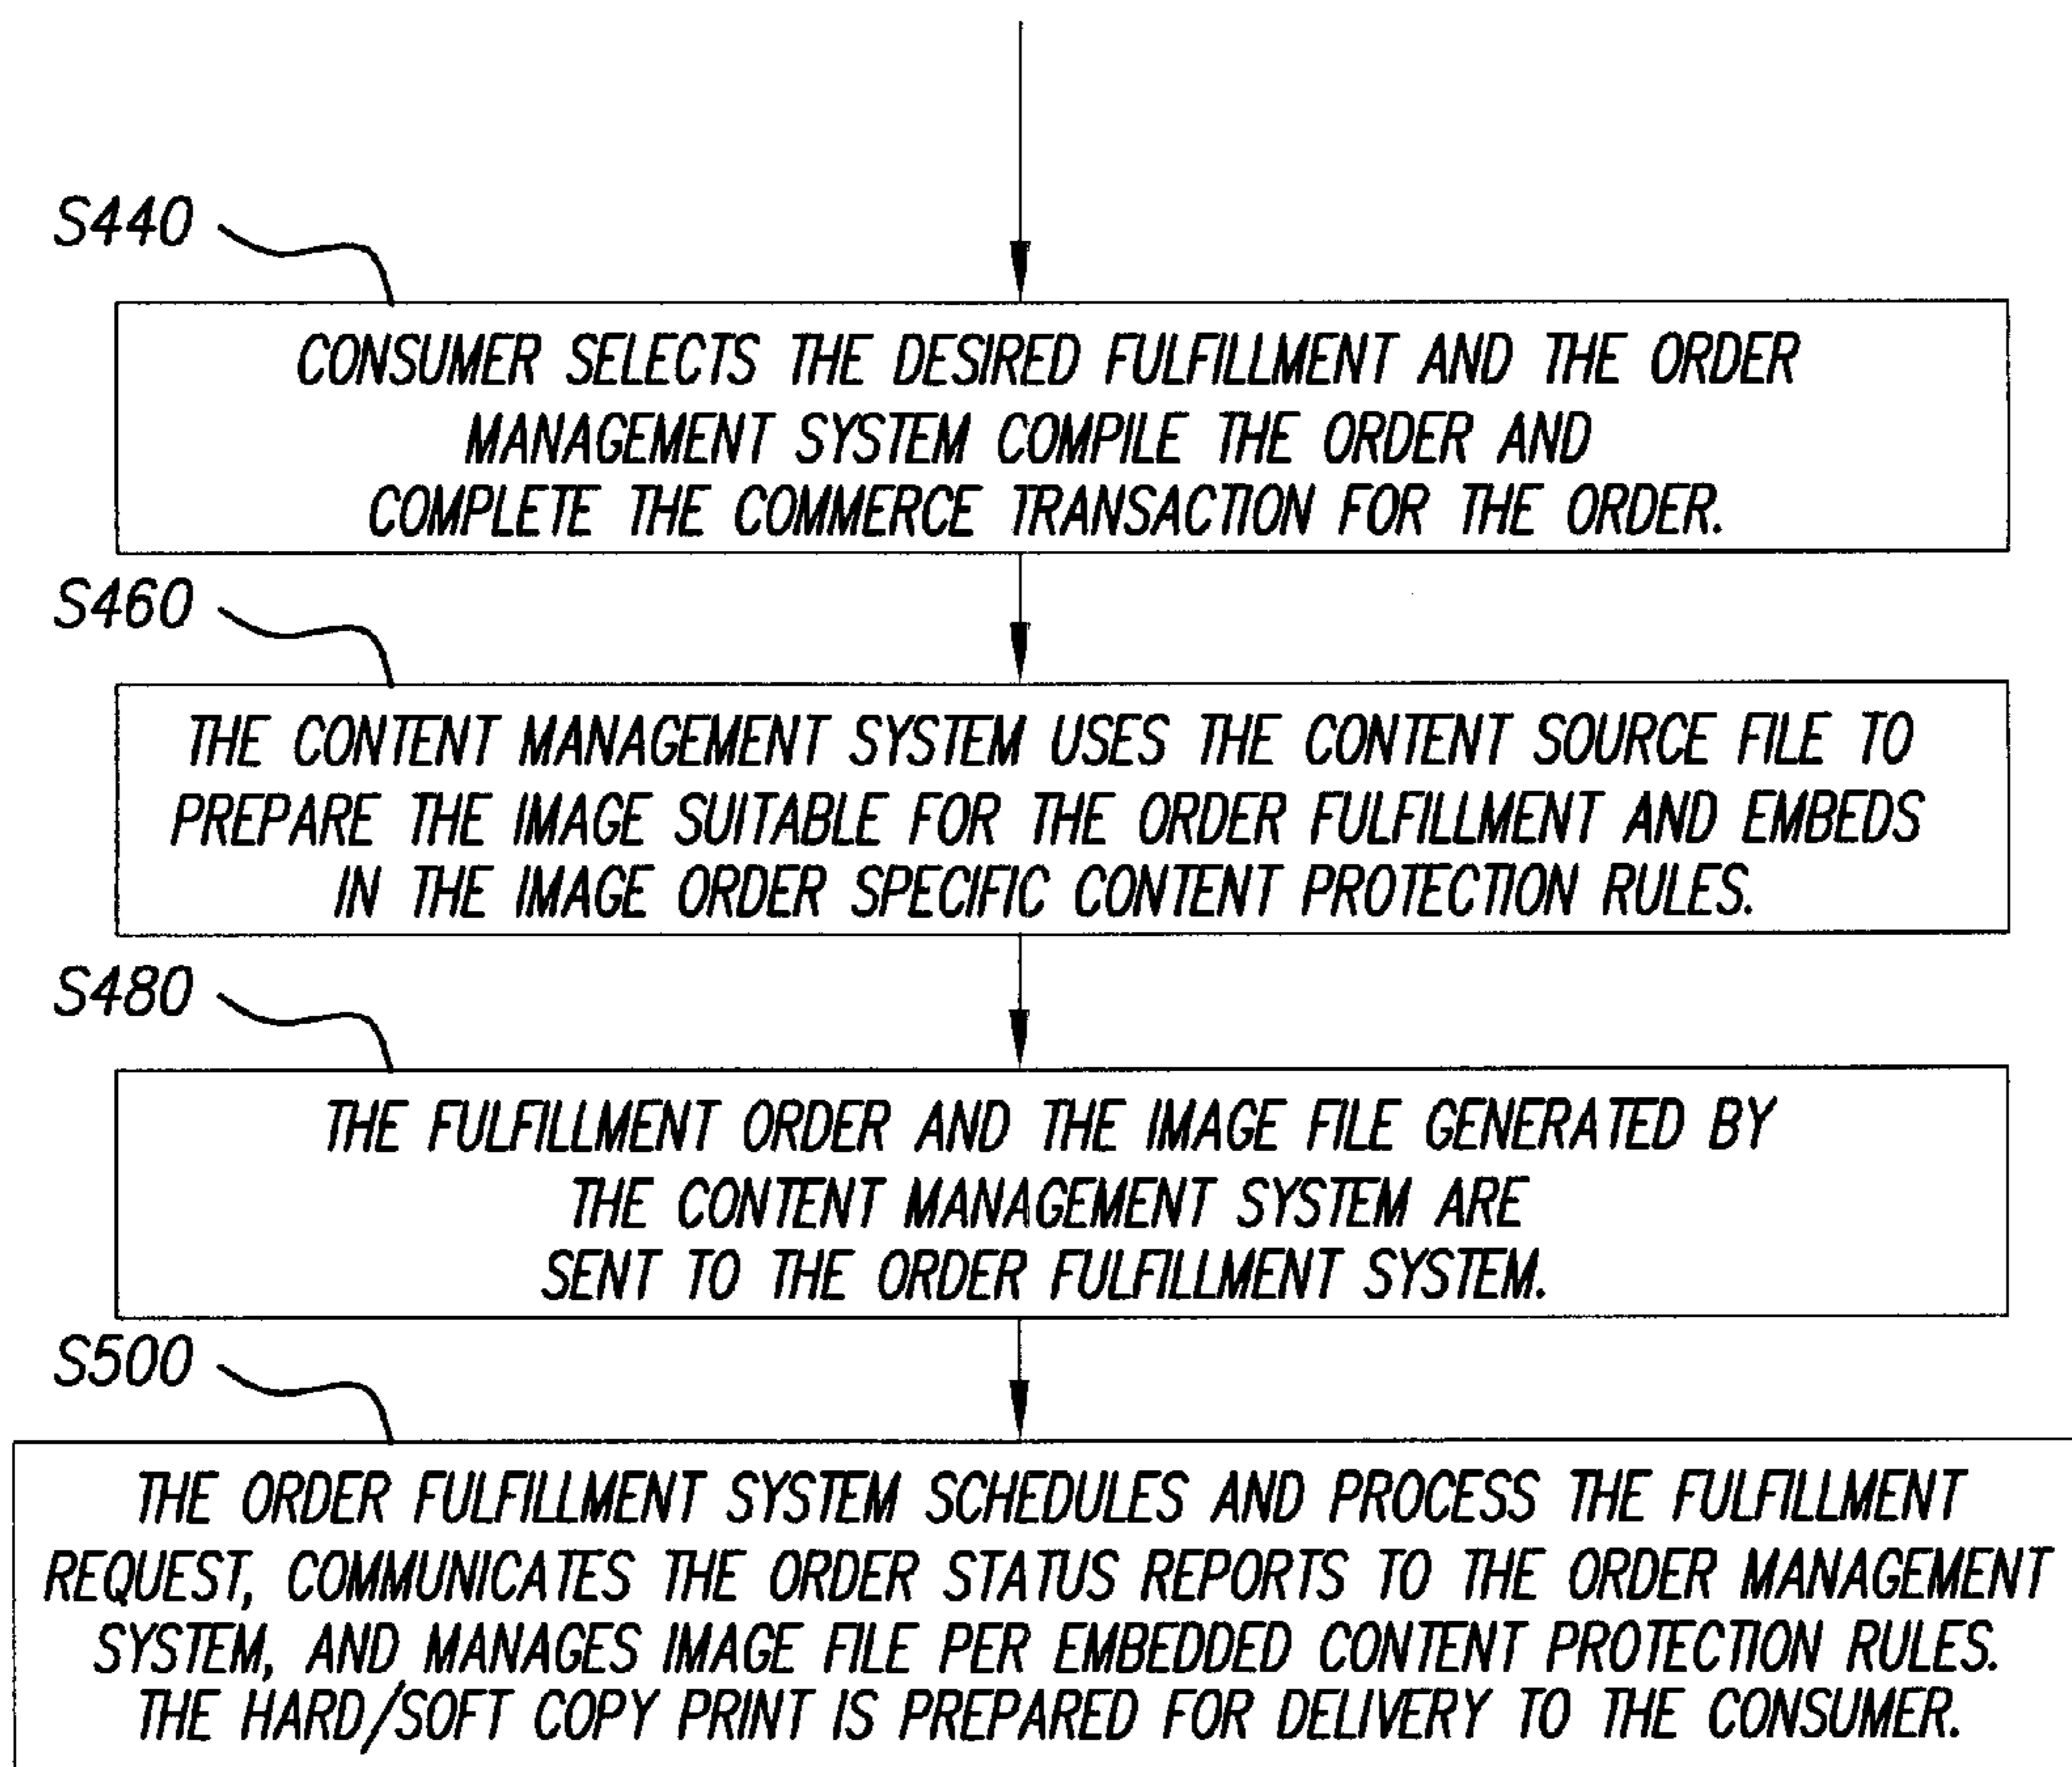 S440
CONSUMER SELECTS THE DESIRED FULFILLMENT AND THE ORDER
MANAGEMENT SYSTEM COMPILE THE ORDER AND
COMPLETE THE COMMERCE TRANSACTION FOR THE ORDER.
S460
THE CONTENT MANAGEMENT SYSTEM USES THE CONTENT SOURCE FILE TO
PREPARE THE IMAGE SUITABLE FOR THE ORDER FULFILLMENT AND EMBEDS
IN THE IMAGE ORDER SPECIFIC CONTENT PROTECTION RULES.
S480
THE FULFILLMENT ORDER AND THE IMAGE FILE GENERATED BY
THE CONTENT MANAGEMENT SYSTEM ARE
SENT TO THE ORDER FULFILLMENT SYSTEM.
S500
THE ORDER FULFILLMENT SYSTEM SCHEDULES AND PROCESS THE FULFILLMENT
REQUEST, COMMUNICATES THE ORDER STATUS REPORTS TO THE ORDER MANAGEMENT
SYSTEM, AND MANAGES IMAGE FILE PER EMBEDDED CONTENT PROTECTION RULES.
THE HARD/SOFT COPY PRINT IS PREPARED FOR DELIVERY TO THE CONSUMER.